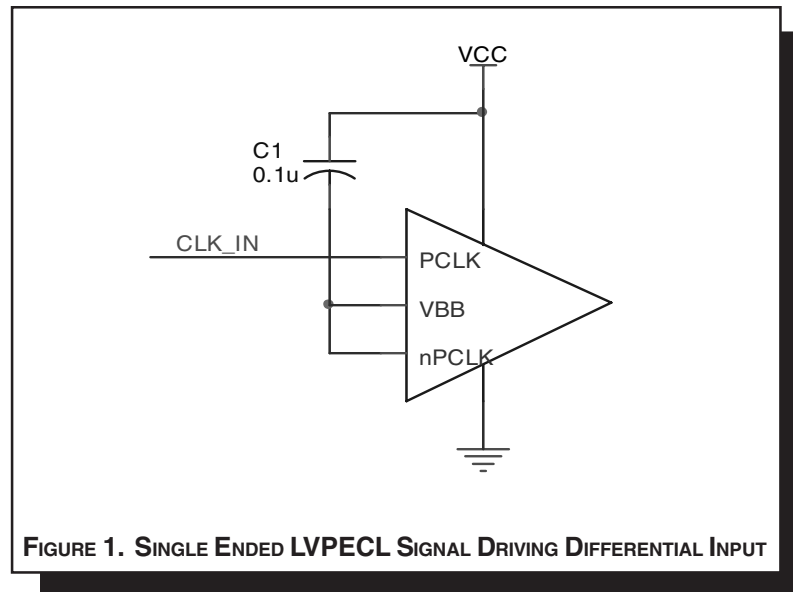 VCC
C1
0.1u
CLK_IN
PCLK
VBB
nPCLK
FIGURE 1. SINGLE ENDED LVPECL SIGNAL DRIVING DIFFERENTIAL INPUT